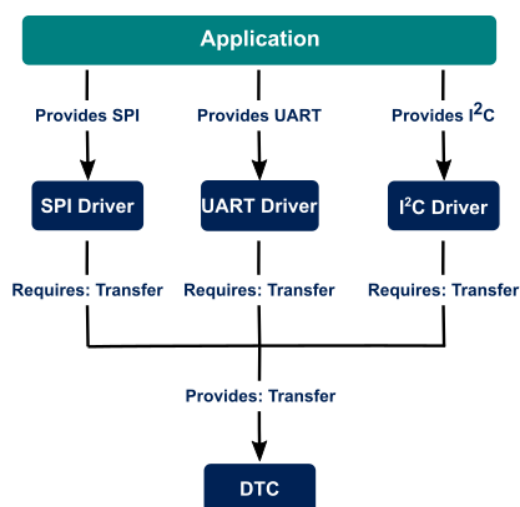 Application
Provides SPI
Provides UART
Provides I²C
SPI Driver
UART Driver
I²C Driver
Requires: Transfer
Requires: Transfer
Requires: Transfer
Provides: Transfer
DTC